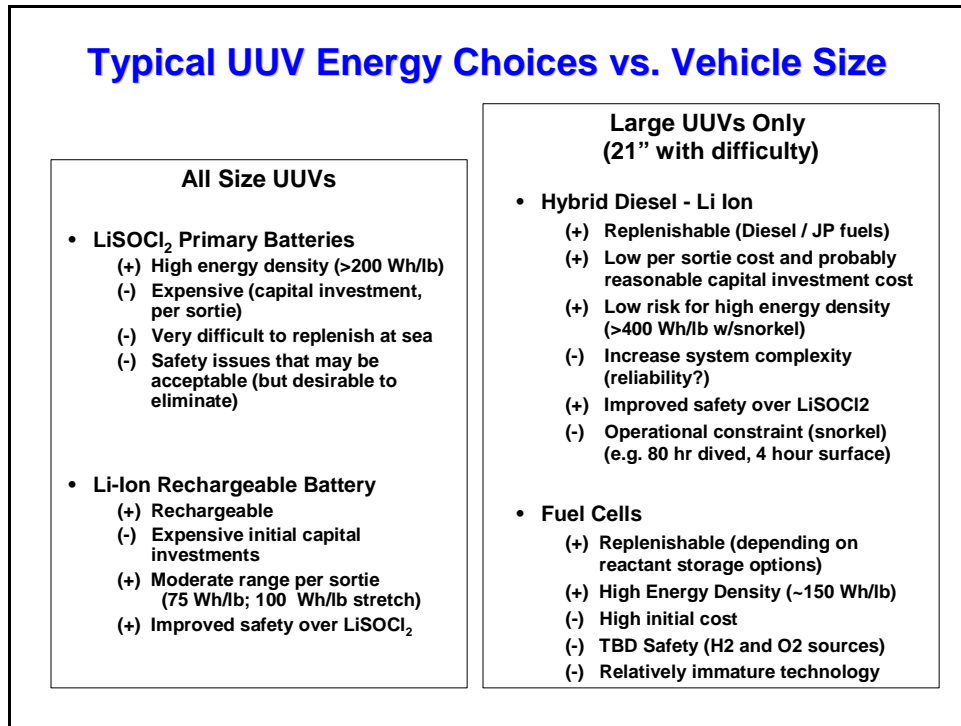 Typical UUV Energy Choices vs. Vehicle Size
All Size UUVs
• LiSOCl₂ Primary Batteries
(+) High energy density (>200 Wh/lb)
(-) Expensive (capital investment,
per sortie)
(-) Very difficult to replenish at sea
(-) Safety issues that may be
acceptable (but desirable to
eliminate)
• Li-Ion Rechargeable Battery
(+) Rechargeable
(-) Expensive initial capital
investments
(+) Moderate range per sortie
(75 Wh/lb; 100 Wh/lb stretch)
(+) Improved safety over LiSOCl₂
Large UUVs Only
(21” with difficulty)
• Hybrid Diesel - Li Ion
(+) Replenishable (Diesel / JP fuels)
(+) Low per sortie cost and probably
reasonable capital investment cost
(+) Low risk for high energy density
(>400 Wh/lb w/snorkel)
(-) Increase system complexity
(reliability?)
(+) Improved safety over LiSOCl2
(-) Operational constraint (snorkel)
(e.g. 80 hr dived, 4 hour surface)
• Fuel Cells
(+) Replenishable (depending on
reactant storage options)
(+) High Energy Density (~150 Wh/lb)
(-) High initial cost
(-) TBD Safety (H2 and O2 sources)
(-) Relatively immature technology